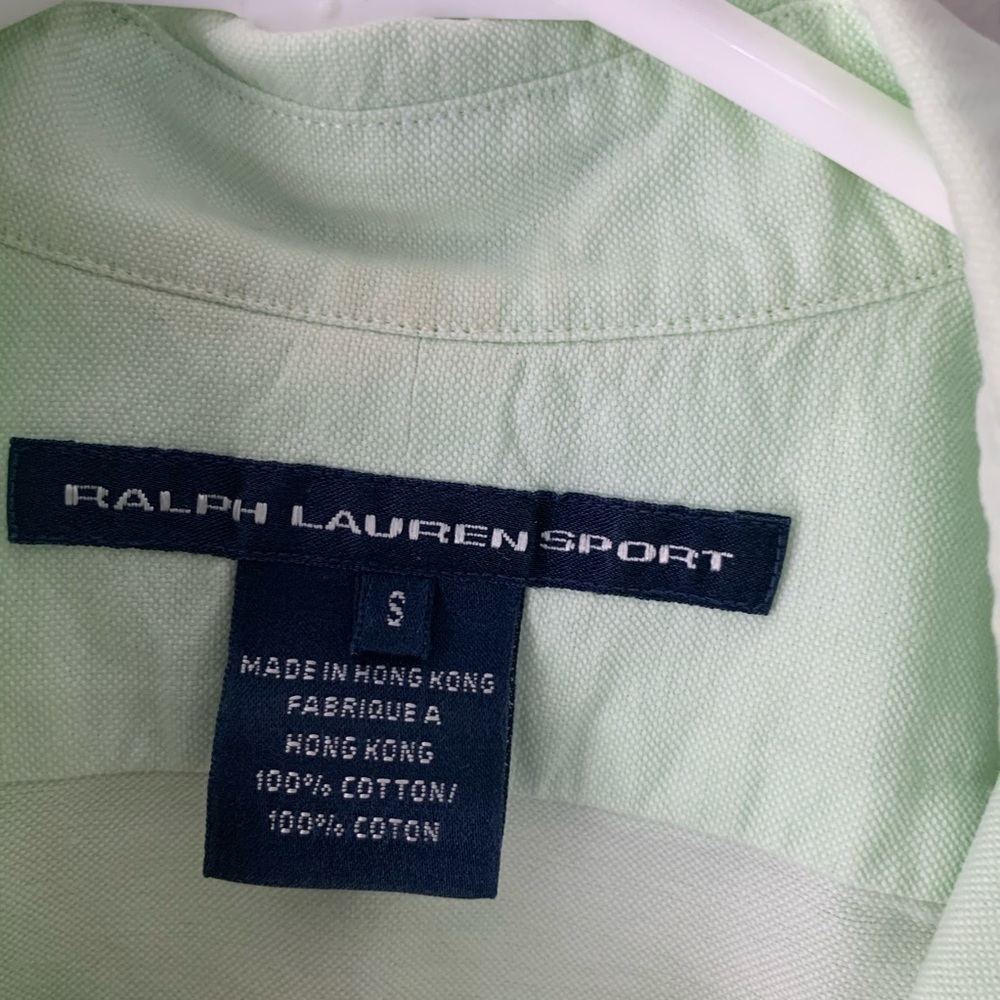 RALPH LAUREN SPORT
S
MADE IN HONG KONG
FABRIQUE A
HONG KONG
100% COTTON/
100% COTON